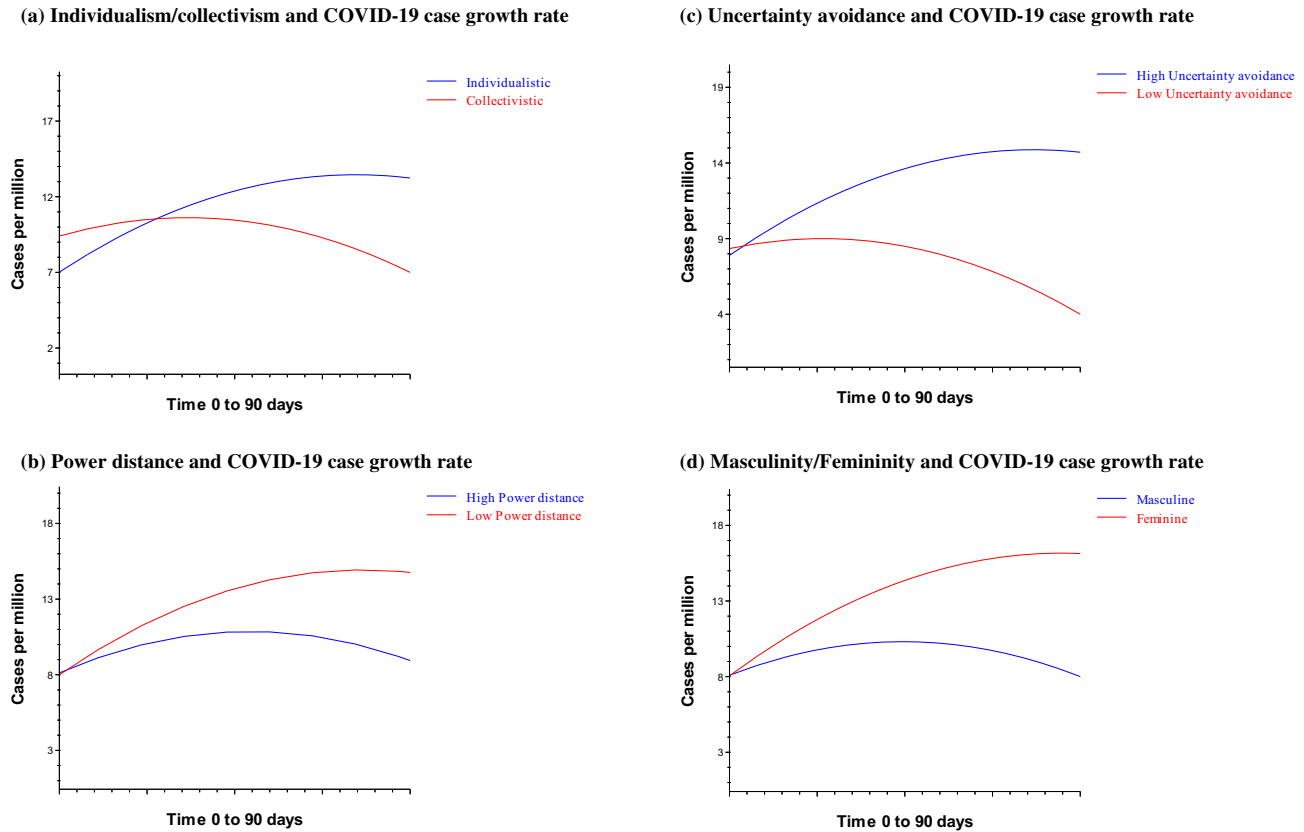 (a) Individualism/collectivism and COVID-19 case growth rate
Individualistic
Collectivistic
17
12
7
2
Cases per million
Time 0 to 90 days
(b) Power distance and COVID-19 case growth rate
High Power distance
Low Power distance
18
13
8
3
Cases per million
Time 0 to 90 days
(c) Uncertainty avoidance and COVID-19 case growth rate
High Uncertainty avoidance
Low Uncertainty avoidance
19
14
9
4
Cases per million
Time 0 to 90 days
(d) Masculinity/Femininity and COVID-19 case growth rate
Masculine
Feminine
18
13
8
3
Cases per million
Time 0 to 90 days